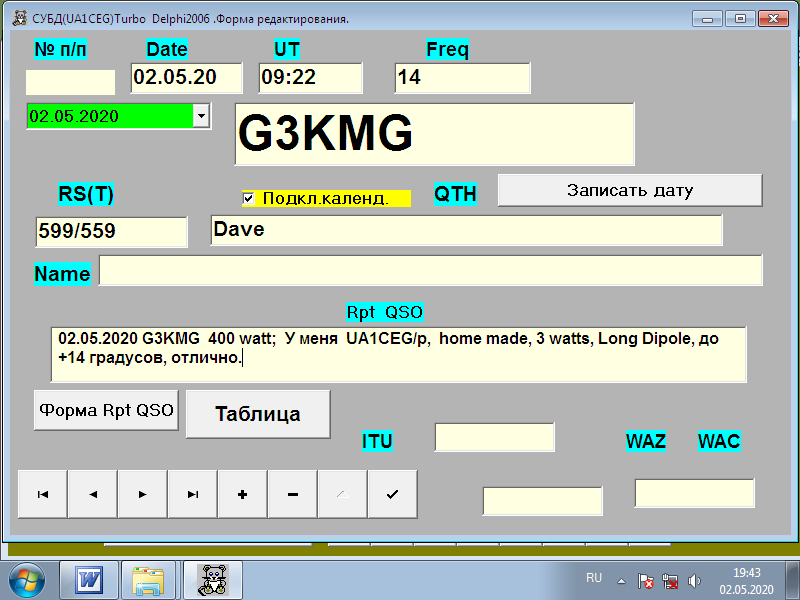 СУБД(UA1CEG)Turbo Delphi2006 .Форма редактирования.
№ п/п Date UT Freq
02.05.20 09:22 14
02.05.2020
G3KMG
RS(T) Подкл.календ. QTH Записать дату
599/559 Dave
Name
Rpt QSO
02.05.2020 G3KMG 400 watt; У меня UA1CEG/p, home made, 3 watts, Long Dipole, до
+14 градусов, отлично.
Форма Rpt QSO Таблица
ITU WAZ WAC
RU 19:43
02.05.2020